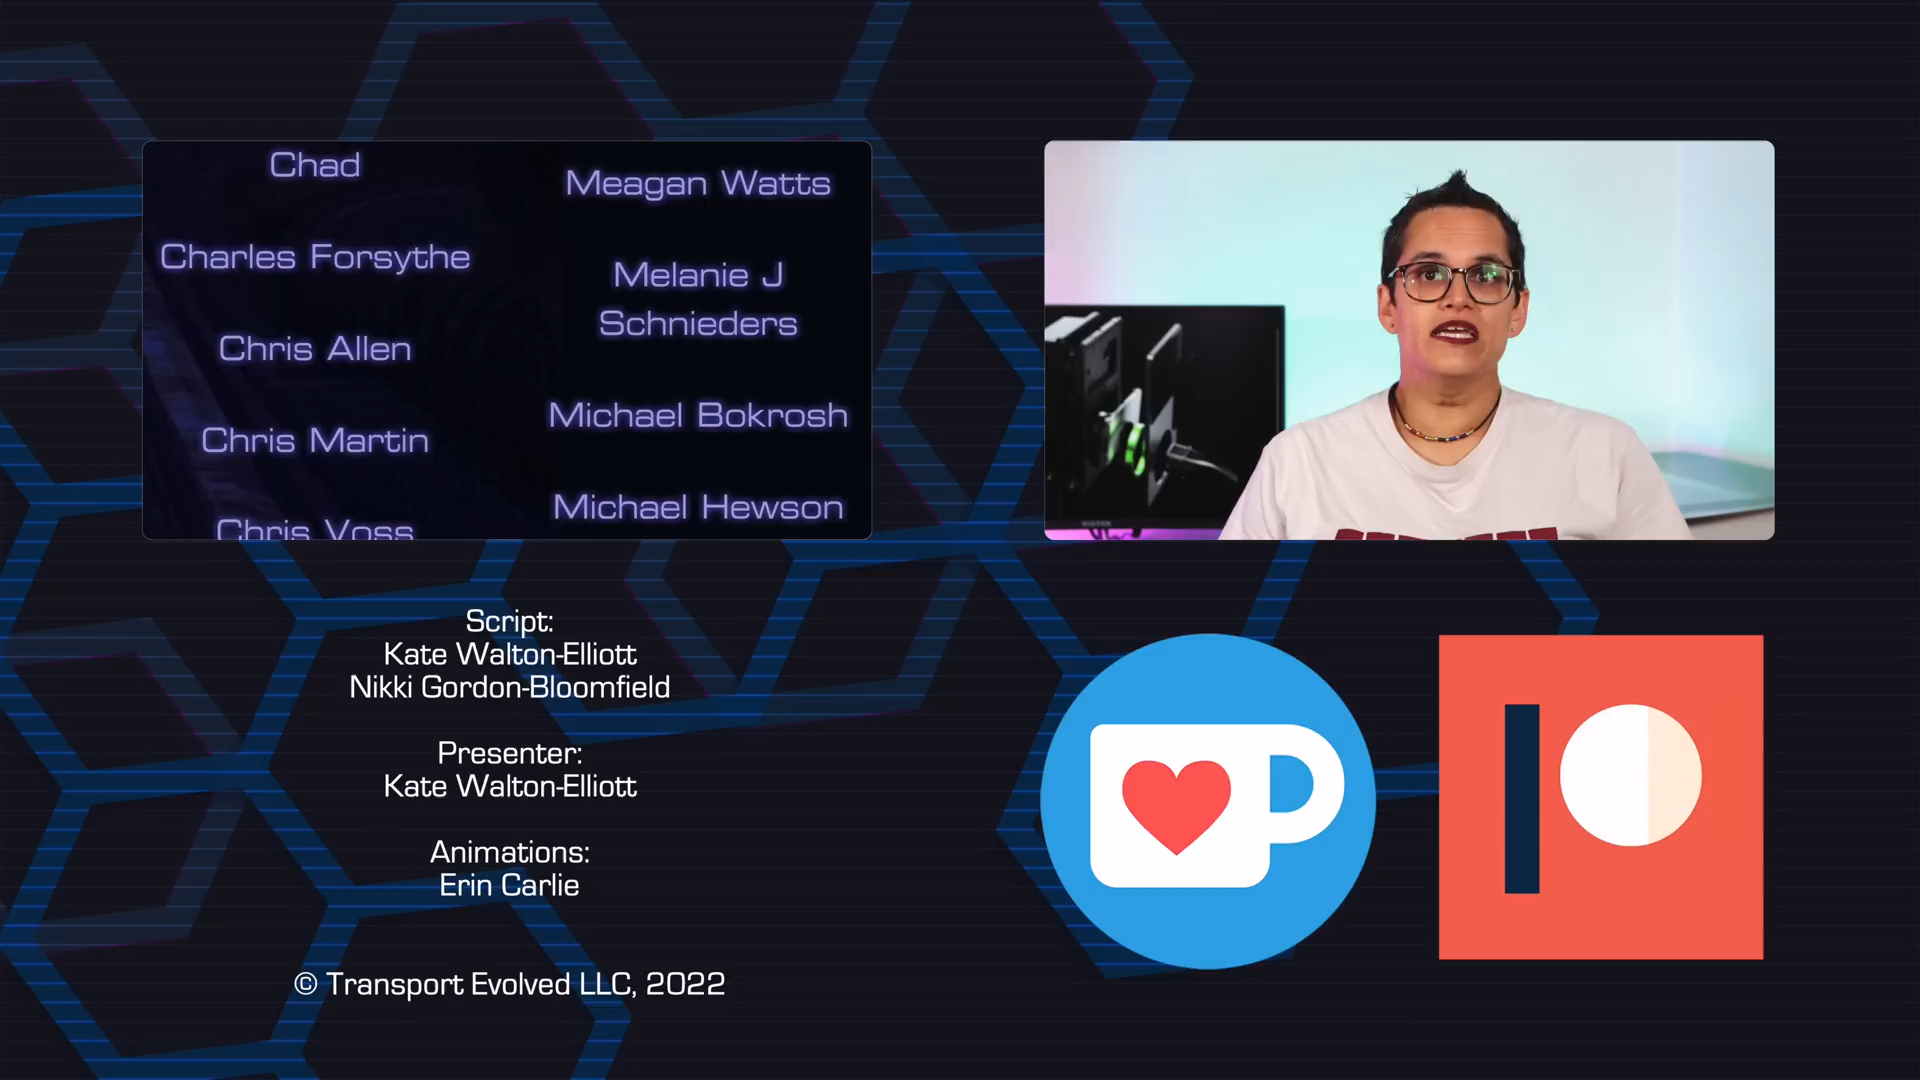 Chad
Charles Forsythe
Chris Allen
Chris Martin
Chris Voss
Meagan Watts
Melanie J
Schnieders
Michael Bokrosh
Michael Hewson
Script:
Kate Walton-Elliott
Nikki Gordon-Bloomfield
Presenter:
Kate Walton-Elliott
Animations:
Erin Carlie
© Transport Evolved LLC, 2022